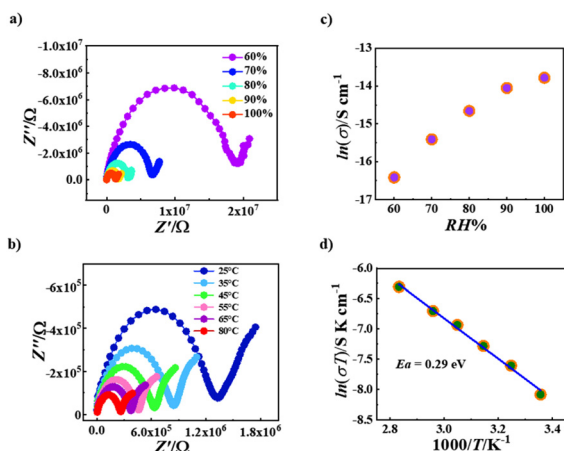 a)
-1.0x10⁷
-8.0x10⁶
-6.0x10⁶
-4.0x10⁶
-2.0x10⁶
0.0
Z''/Ω
0
1x10⁷
2x10⁷
Z'/Ω
60%
70%
80%
90%
100%
b)
-6x10⁵
-4x10⁵
-2x10⁵
0
Z''/Ω
0.0
6.0x10⁵
1.2x10⁶
1.8x10⁶
Z'/Ω
25°C
35°C
45°C
55°C
65°C
80°C
c)
-13
-14
-15
-16
-17
ln(σ)/S cm⁻¹
60
70
80
90
100
RH%
d)
-6.0
-6.5
-7.0
-7.5
-8.0
ln(σT)/S K cm⁻¹
Ea = 0.29 eV
2.8
3.0
3.2
3.4
1000/T/K⁻¹